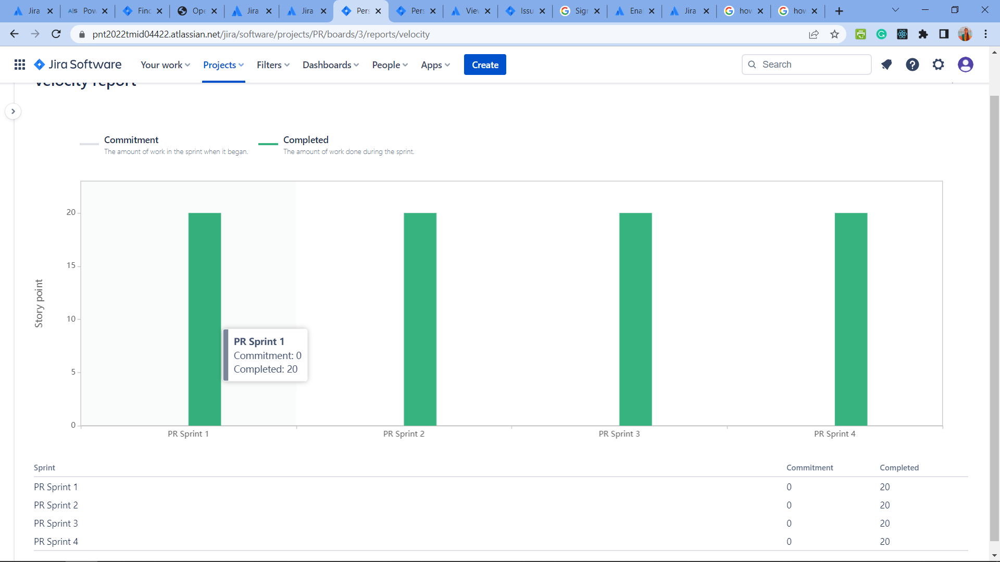 Jira
Pow
Finc
Ope
Jira
Jira
Pers
Pers
View
Issu
Sigr
Ena
Jira
how
how
pnt2022tmid04422.atlassian.net/jira/software/projects/PR/boards/3/reports/velocity
Jira Software
Your work
Projects
Filters
Dashboards
People
Apps
Create
Search
Velocity report
Commitment
The amount of work in the sprint when it began.
Completed
The amount of work done during the sprint.
Story point
20
15
10
5
0
PR Sprint 1
Commitment: 0
Completed: 20
PR Sprint 1
PR Sprint 2
PR Sprint 3
PR Sprint 4
Sprint Commitment Completed
PR Sprint 1 0 20
PR Sprint 2 0 20
PR Sprint 3 0 20
PR Sprint 4 0 20